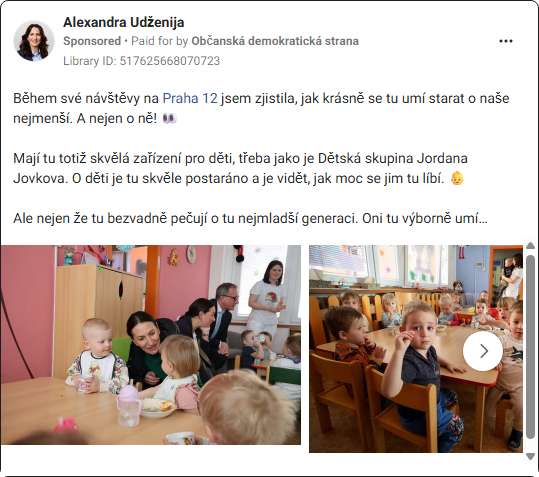 Alexandra Udženija
Sponsored • Paid for by Občanská demokratická strana
Library ID: 517625668070723
Během své návštěvy na Praha 12 jsem zjistila, jak krásně se tu umí starat o naše
nejmenší. A nejen o ně! 👀
Mají tu totiž skvělá zařízení pro děti, třeba jako je Dětská skupina Jordana
Jovkova. O děti je tu skvěle postaráno a je vidět, jak moc se jim tu líbí. 👶
Ale nejen že tu bezvadně pečují o tu nejmladší generaci. Oni tu výborně umí...